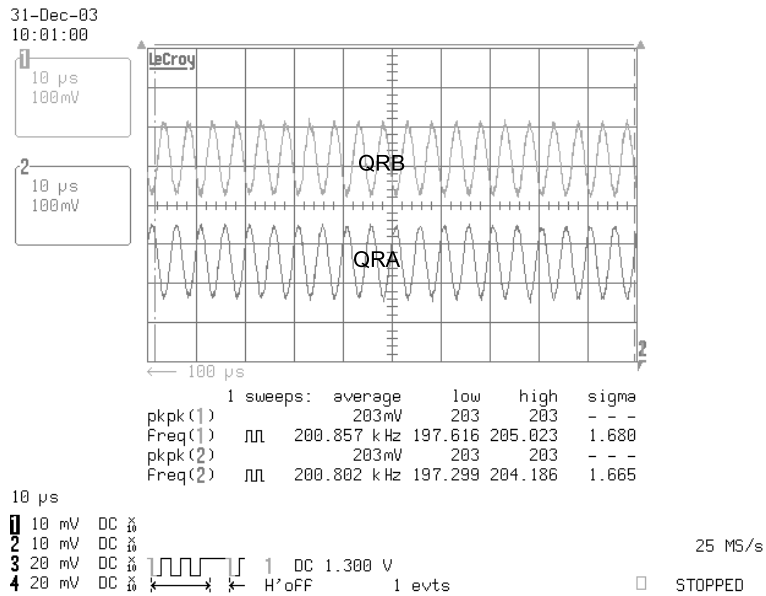 31-Dec-03
10:01:00
LeCroy
1
10 µs
100mV
2
10 µs
100mV
QRB
QRA
2
100 µs
1 sweeps: average low high sigma
pkpk(1) 203mV 203 203 - - -
freq(1) 200.857 kHz 197.616 205.023 1.680
pkpk(2) 203mV 203 203 - - -
freq(2) 200.802 kHz 197.299 204.186 1.665
10 µs
1 10 mV DC X10
2 10 mV DC X10
3 20 mV DC X10
4 20 mV DC X10
25 MS/s
1 DC 1.300 V
H'off 1 evts
STOPPED